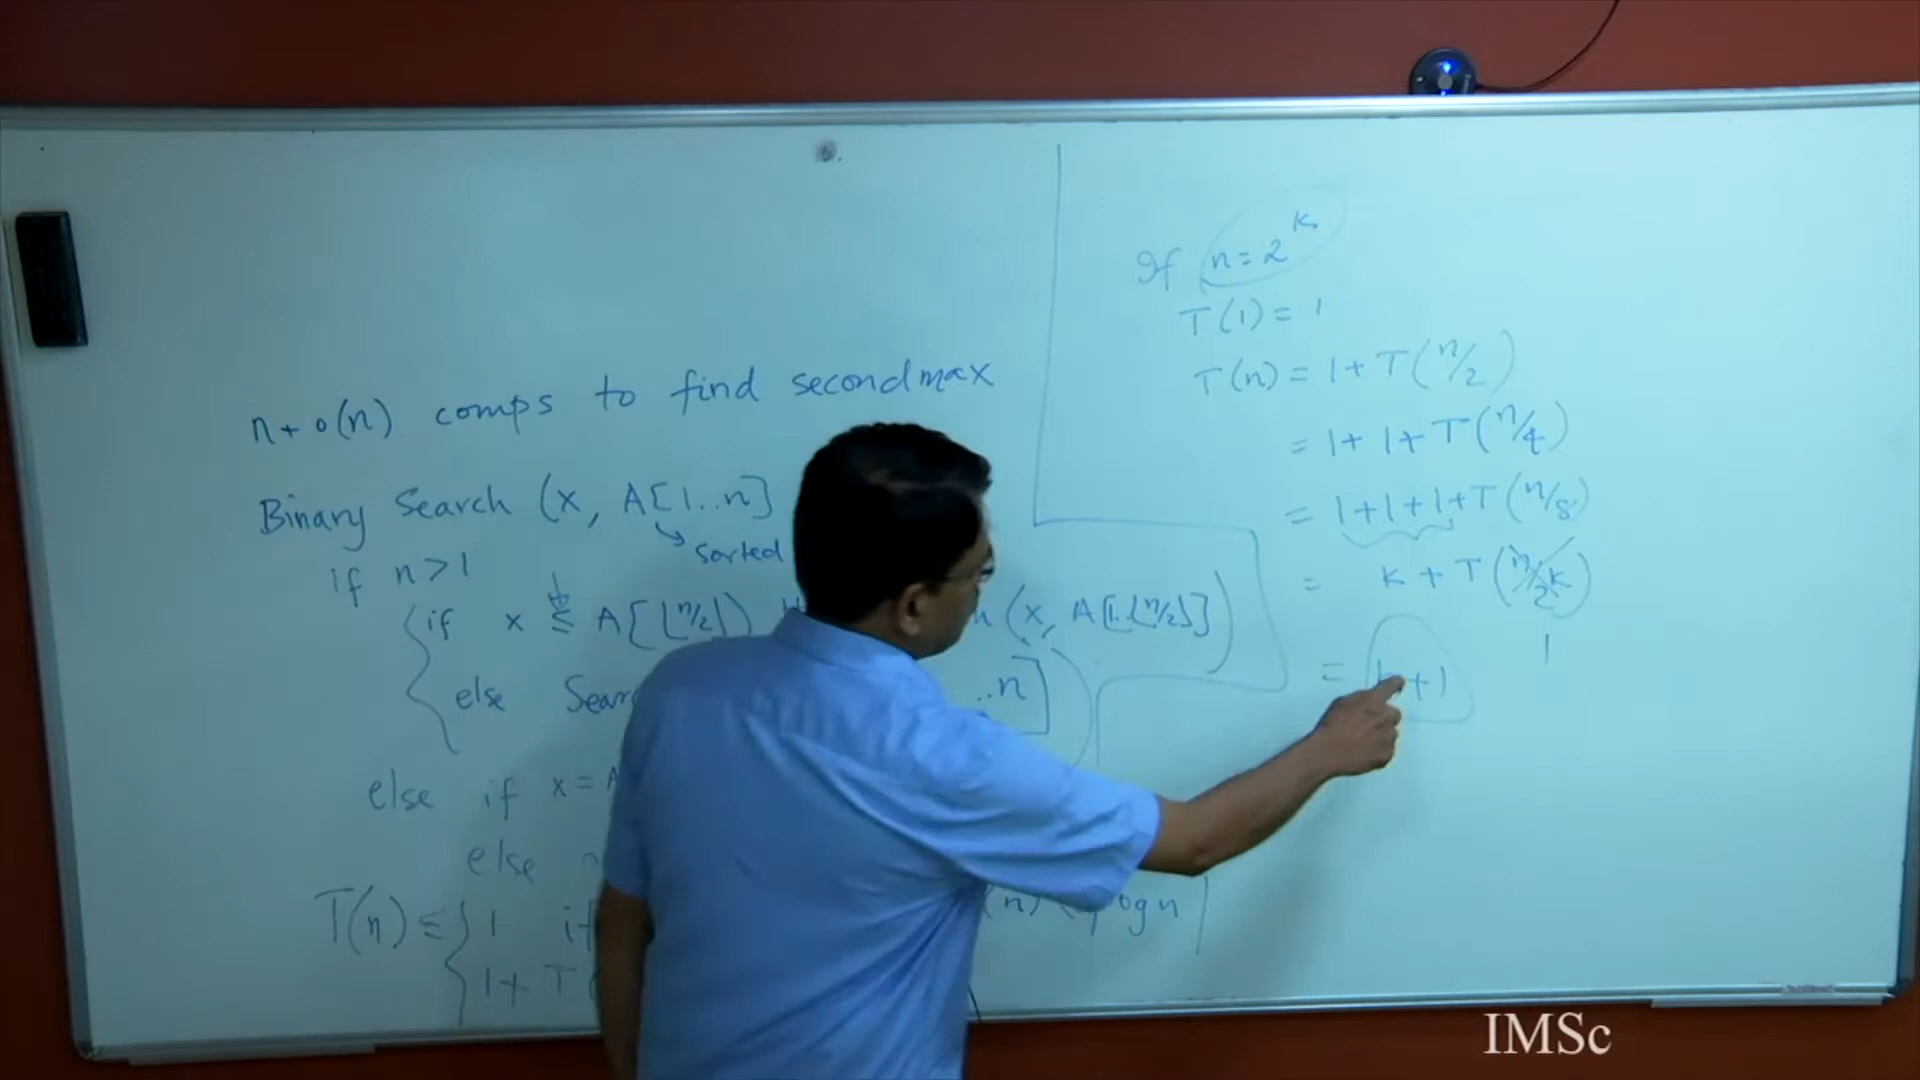 n + o(n) comps to find second max
Binary Search (x, A[1..n]
sorted
if n > 1
if x ≤ A[⌊n/2⌋) (x, A[1..⌊n/2⌋])
else Sear ..n]
else if x = A
else
T(n) ≤ { 1 if (n) log n
1 + T
If n = 2^k
T(1) = 1
T(n) = 1 + T(n/2)
= 1 + 1 + T(n/4)
= 1 + 1 + 1 + T(n/8)
= k + T(n/2^k)
1
= k + 1
IMSc